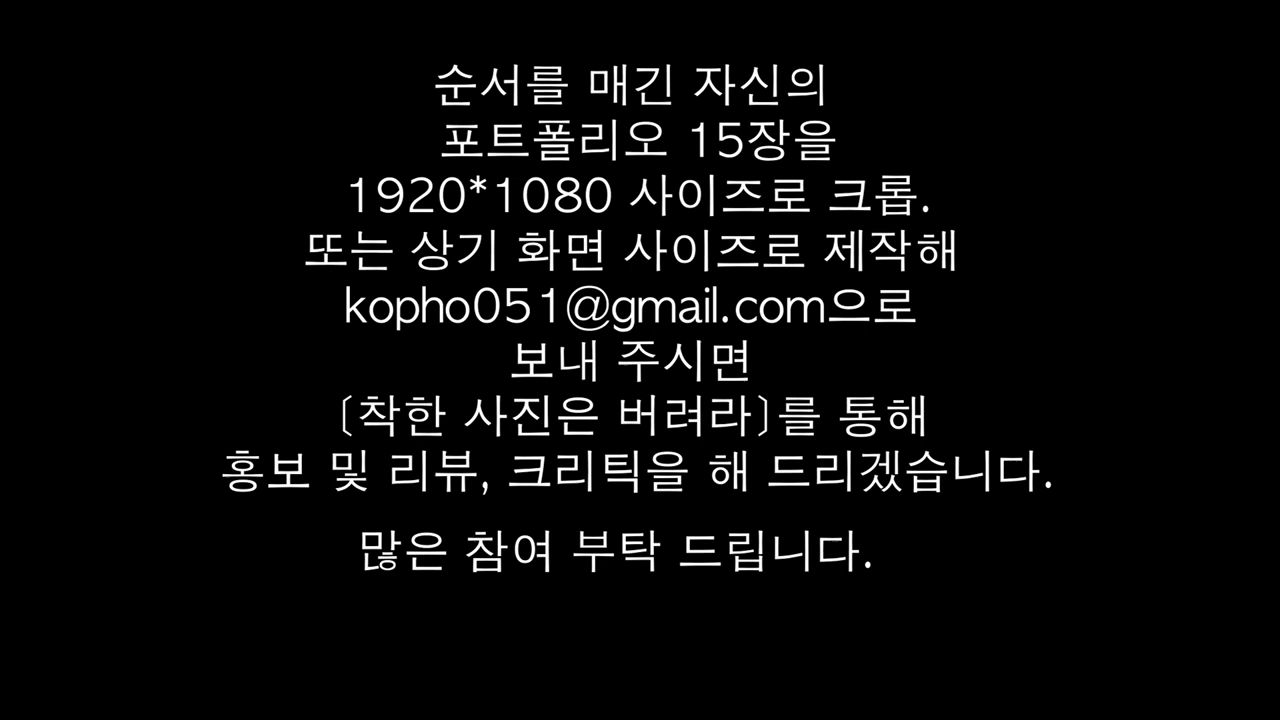 순서를 매긴 자신의
포트폴리오 15장을
1920*1080 사이즈로 크롭.
또는 상기 화면 사이즈로 제작해
kopho051@gmail.com으로
보내 주시면
〔착한 사진은 버려라〕를 통해
홍보 및 리뷰, 크리틱을 해 드리겠습니다.
많은 참여 부탁 드립니다.